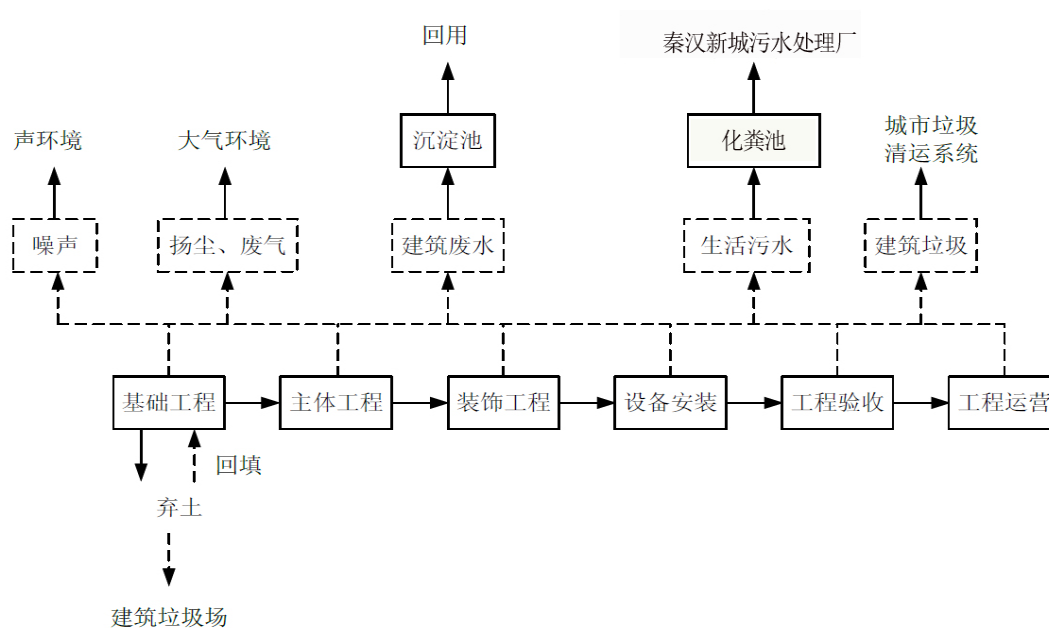 回用
秦汉新城污水处理厂
声环境
大气环境
沉淀池
化粪池
城市垃圾
清运系统
噪声
扬尘、废气
建筑废水
生活污水
建筑垃圾
基础工程
主体工程
装饰工程
设备安装
工程验收
工程运营
回填
弃土
建筑垃圾场